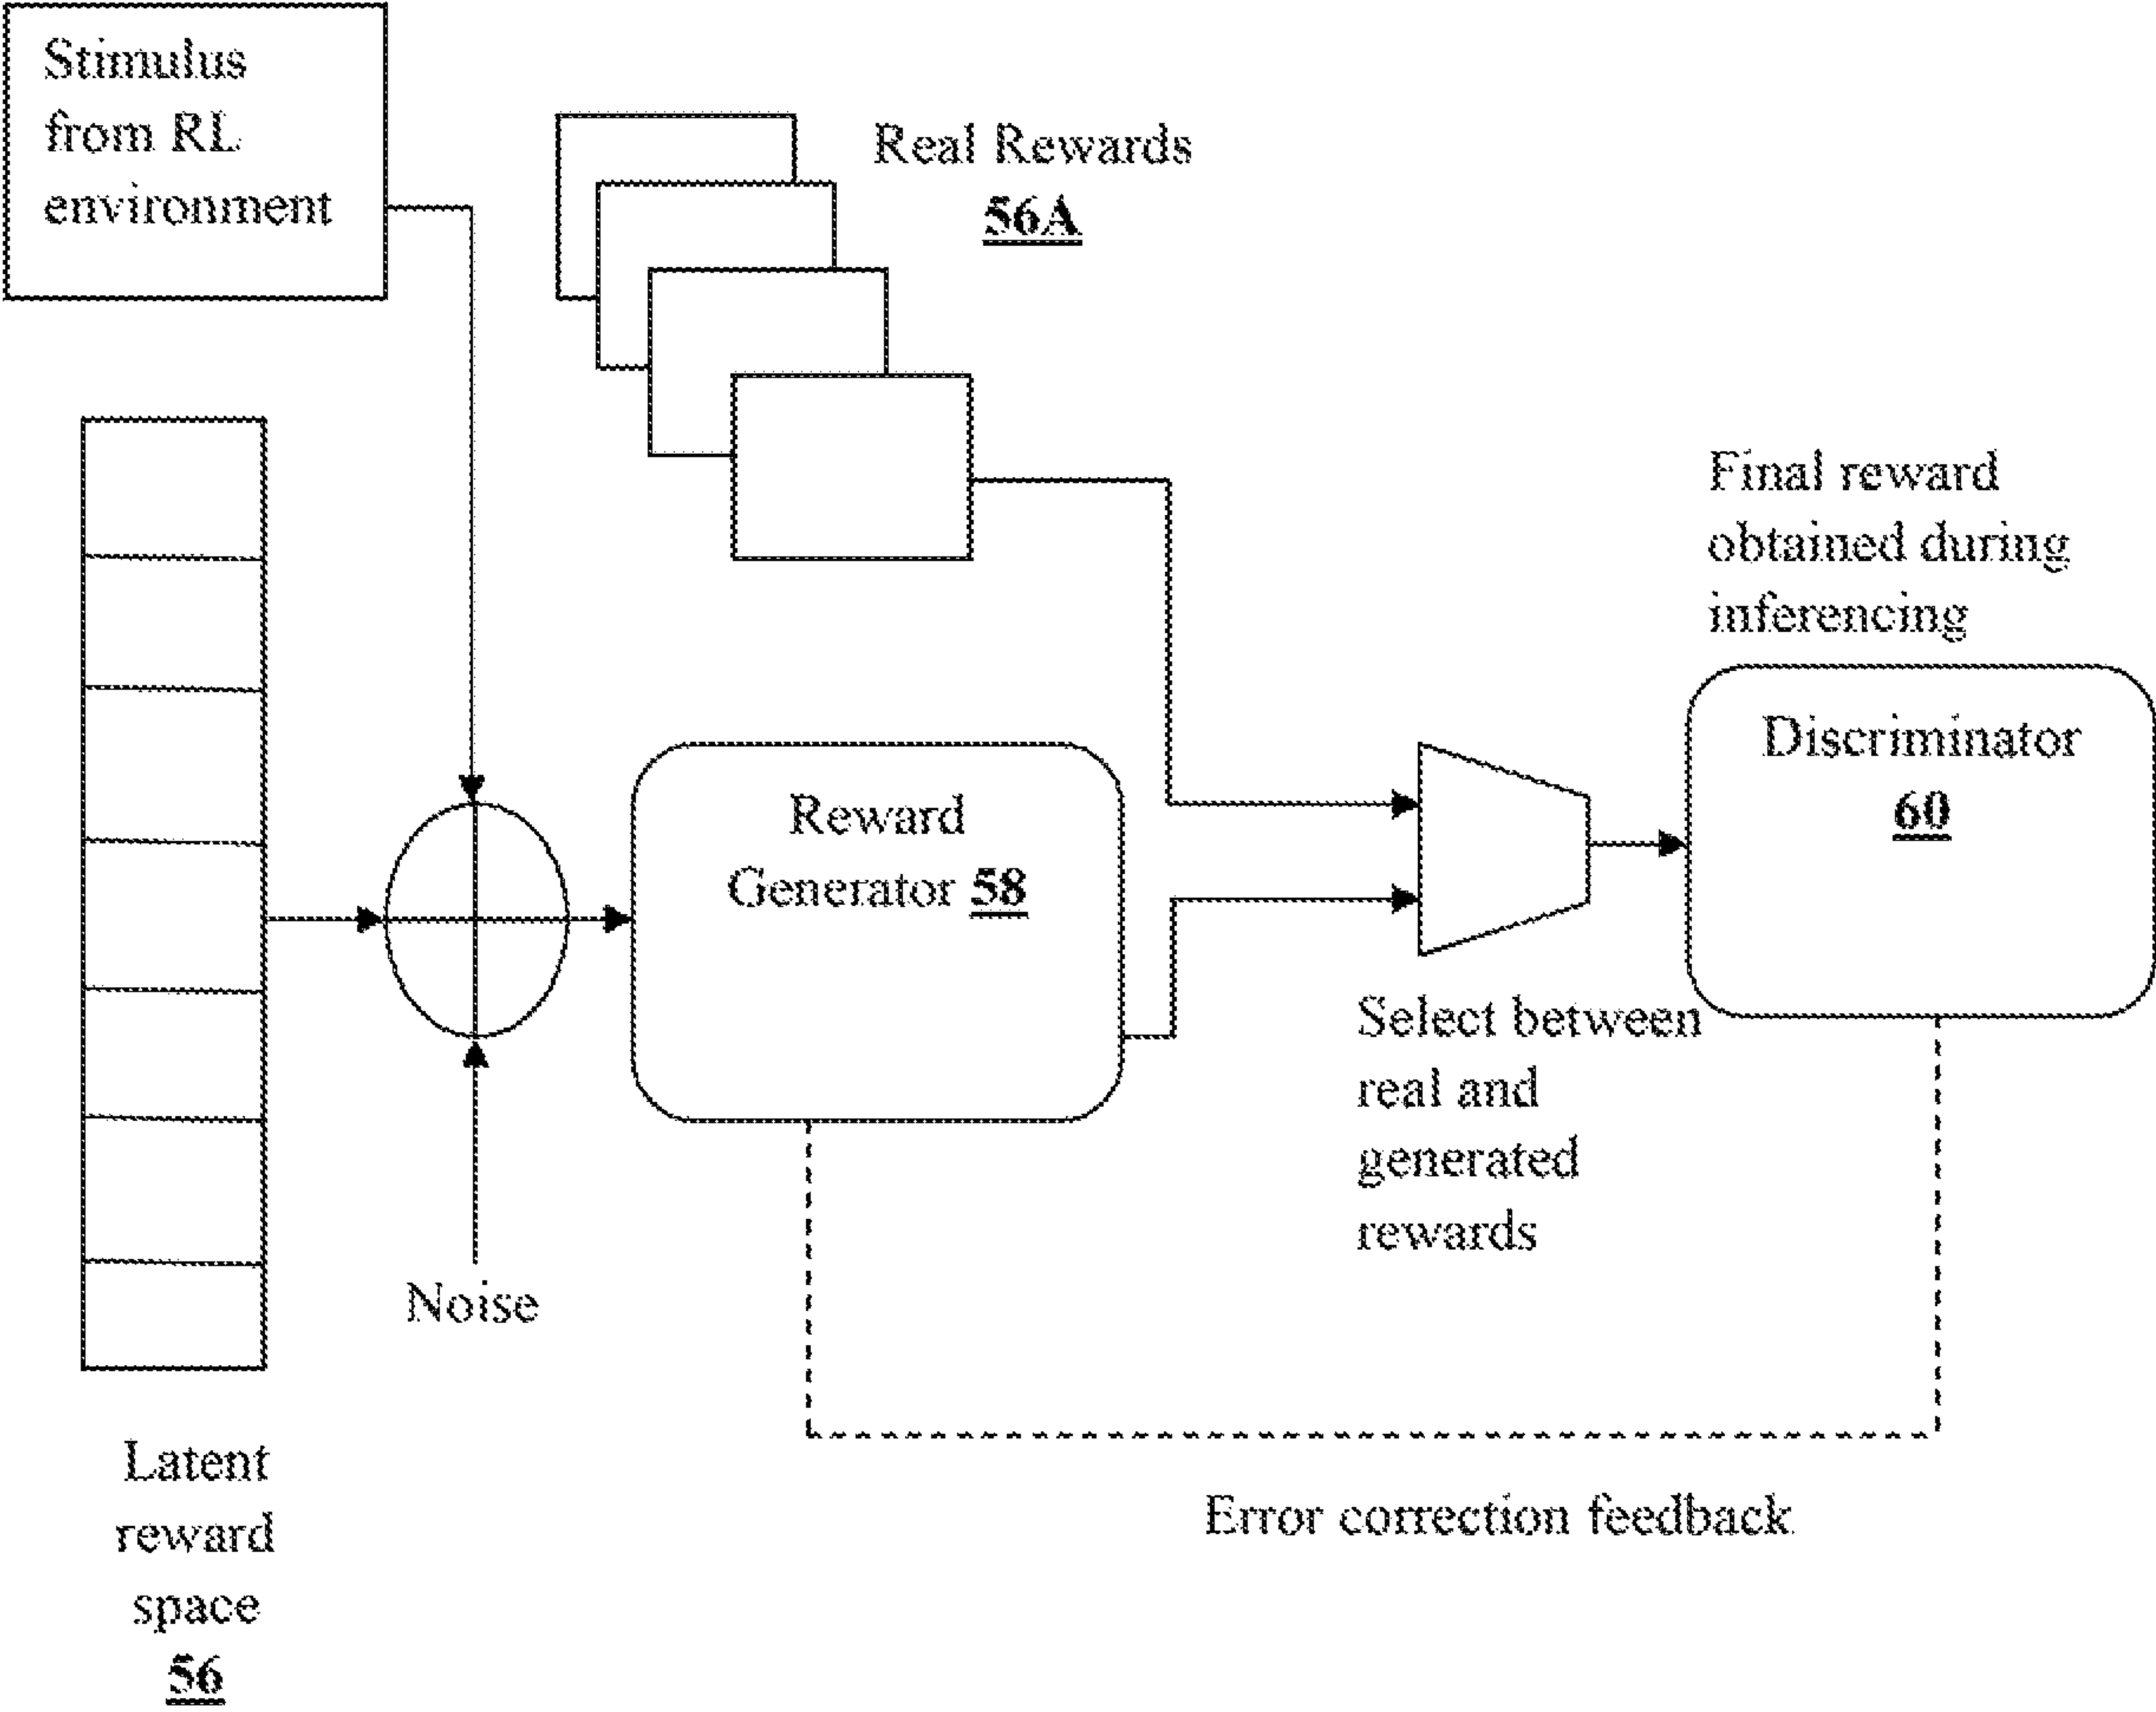 Stimulus
from RL
environment
Real Rewards
56A
Final reward
obtained during
inferencing
Discriminator
60
Reward
Generator 58
Select between
real and
generated
rewards
Noise
Error correction feedback
Latent
reward
space
56